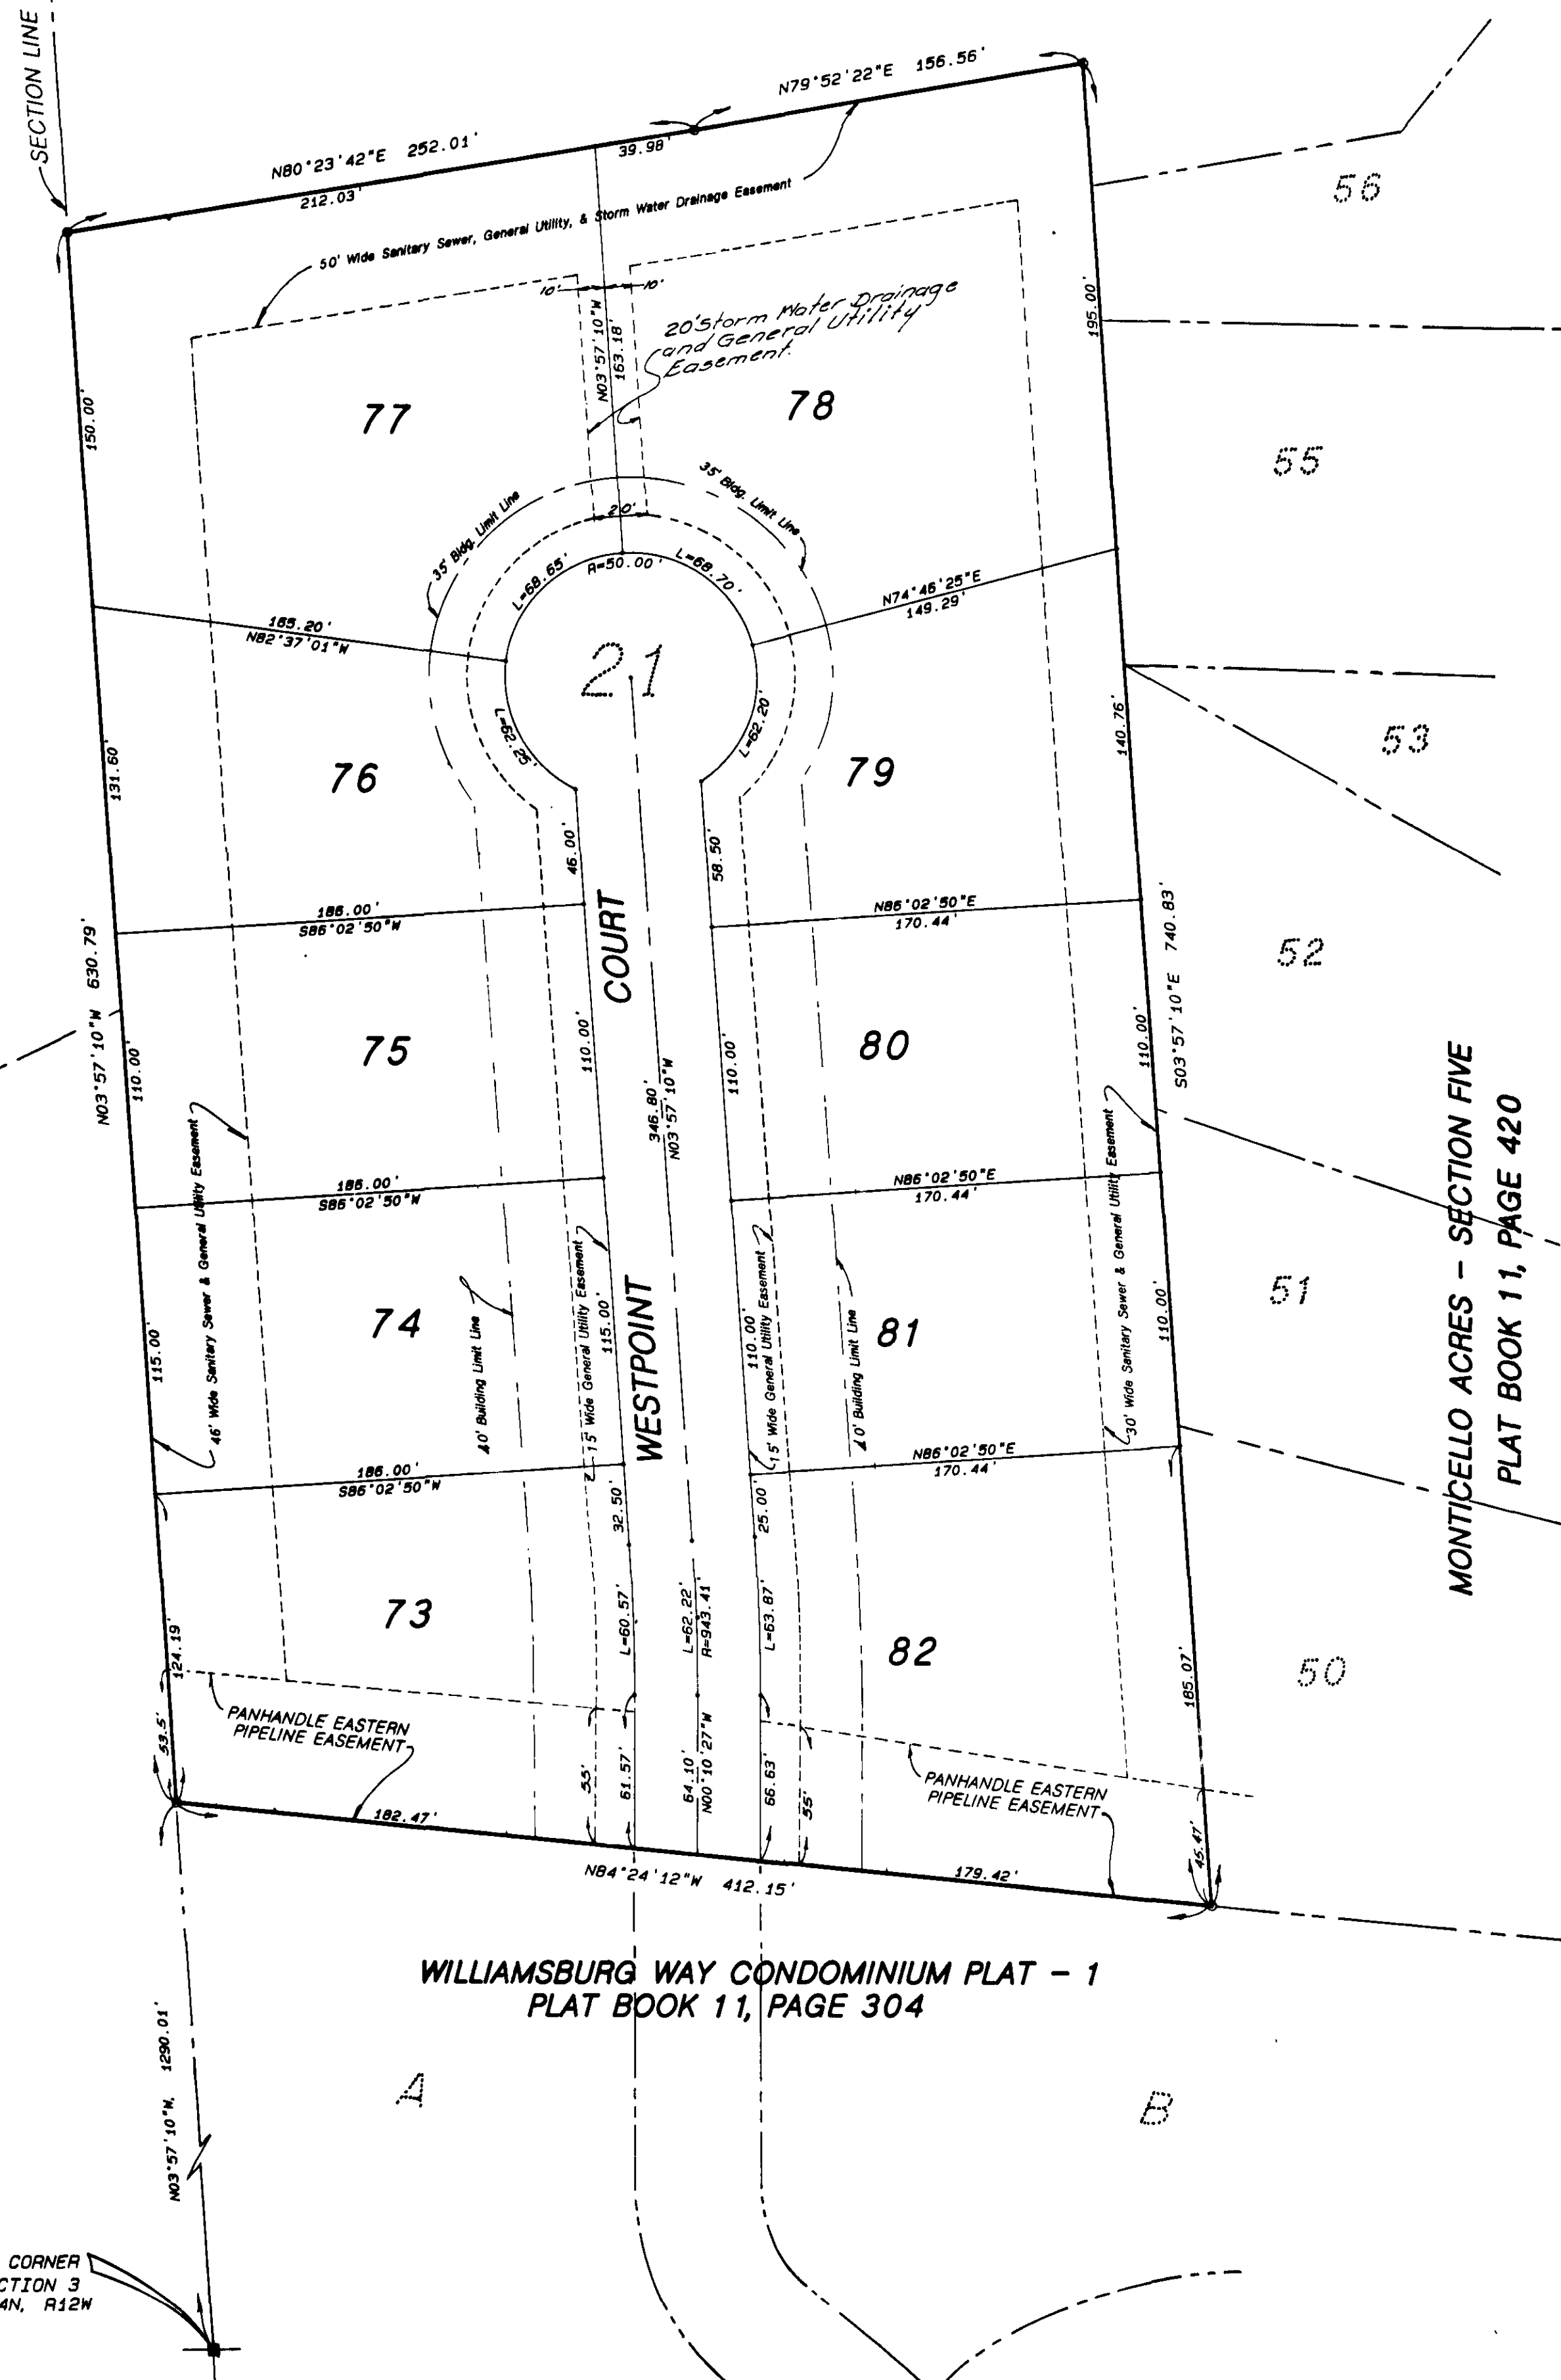 SECTION LINE
N79°52'22"E 156.56'
N80°23'42"E 252.01'
39.98'
212.03'
50' Wide Sanitary Sewer, General Utility, & Storm Water Drainage Easement
56
10'
10'
N03°57'10"W
163.18'
20' Storm Water Drainage
and General Utility
Easement.
195.00'
150.00'
77
78
55
35' Bldg. Limit Line
35' Bldg. Limit Line
20'
L=68.65'
R=50.00'
L=68.70'
N74°46'25"E
149.29'
165.20'
N82°37'01"W
21
L=62.25'
L=62.20'
140.76'
53
131.60'
76
79
46.00'
58.50'
186.00'
S86°02'50"W
N86°02'50"E
170.44'
COURT
N03°57'10"W 630.79'
S03°57'10"E 740.83'
52
110.00'
75
110.00'
346.80'
N03°57'10"W
110.00'
80
110.00'
186.00'
S86°02'50"W
N86°02'50"E
170.44'
46' Wide Sanitary Sewer & General Utility Easement
30' Wide Sanitary Sewer & General Utility Easement
MONTICELLO ACRES - SECTION FIVE
PLAT BOOK 11, PAGE 420
115.00'
74
40' Building Limit Line
15' Wide General Utility Easement
115.00'
WESTPOINT
110.00'
15' Wide General Utility Easement
40' Building Limit Line
81
110.00'
51
186.00'
S86°02'50"W
N86°02'50"E
170.44'
32.50'
25.00'
124.19'
73
L=60.57'
L=62.22'
R=943.41'
L=63.87'
82
185.07'
50
PANHANDLE EASTERN
PIPELINE EASEMENT
53.5'
55'
61.57'
64.10'
N00°10'27"W
66.63'
55'
PANHANDLE EASTERN
PIPELINE EASEMENT
45.47'
182.47'
N84°24'12"W 412.15'
179.42'
WILLIAMSBURG WAY CONDOMINIUM PLAT - 1
PLAT BOOK 11, PAGE 304
N03°57'10"W, 1290.01'
A
B
CORNER
CTION 3
4N, R12W